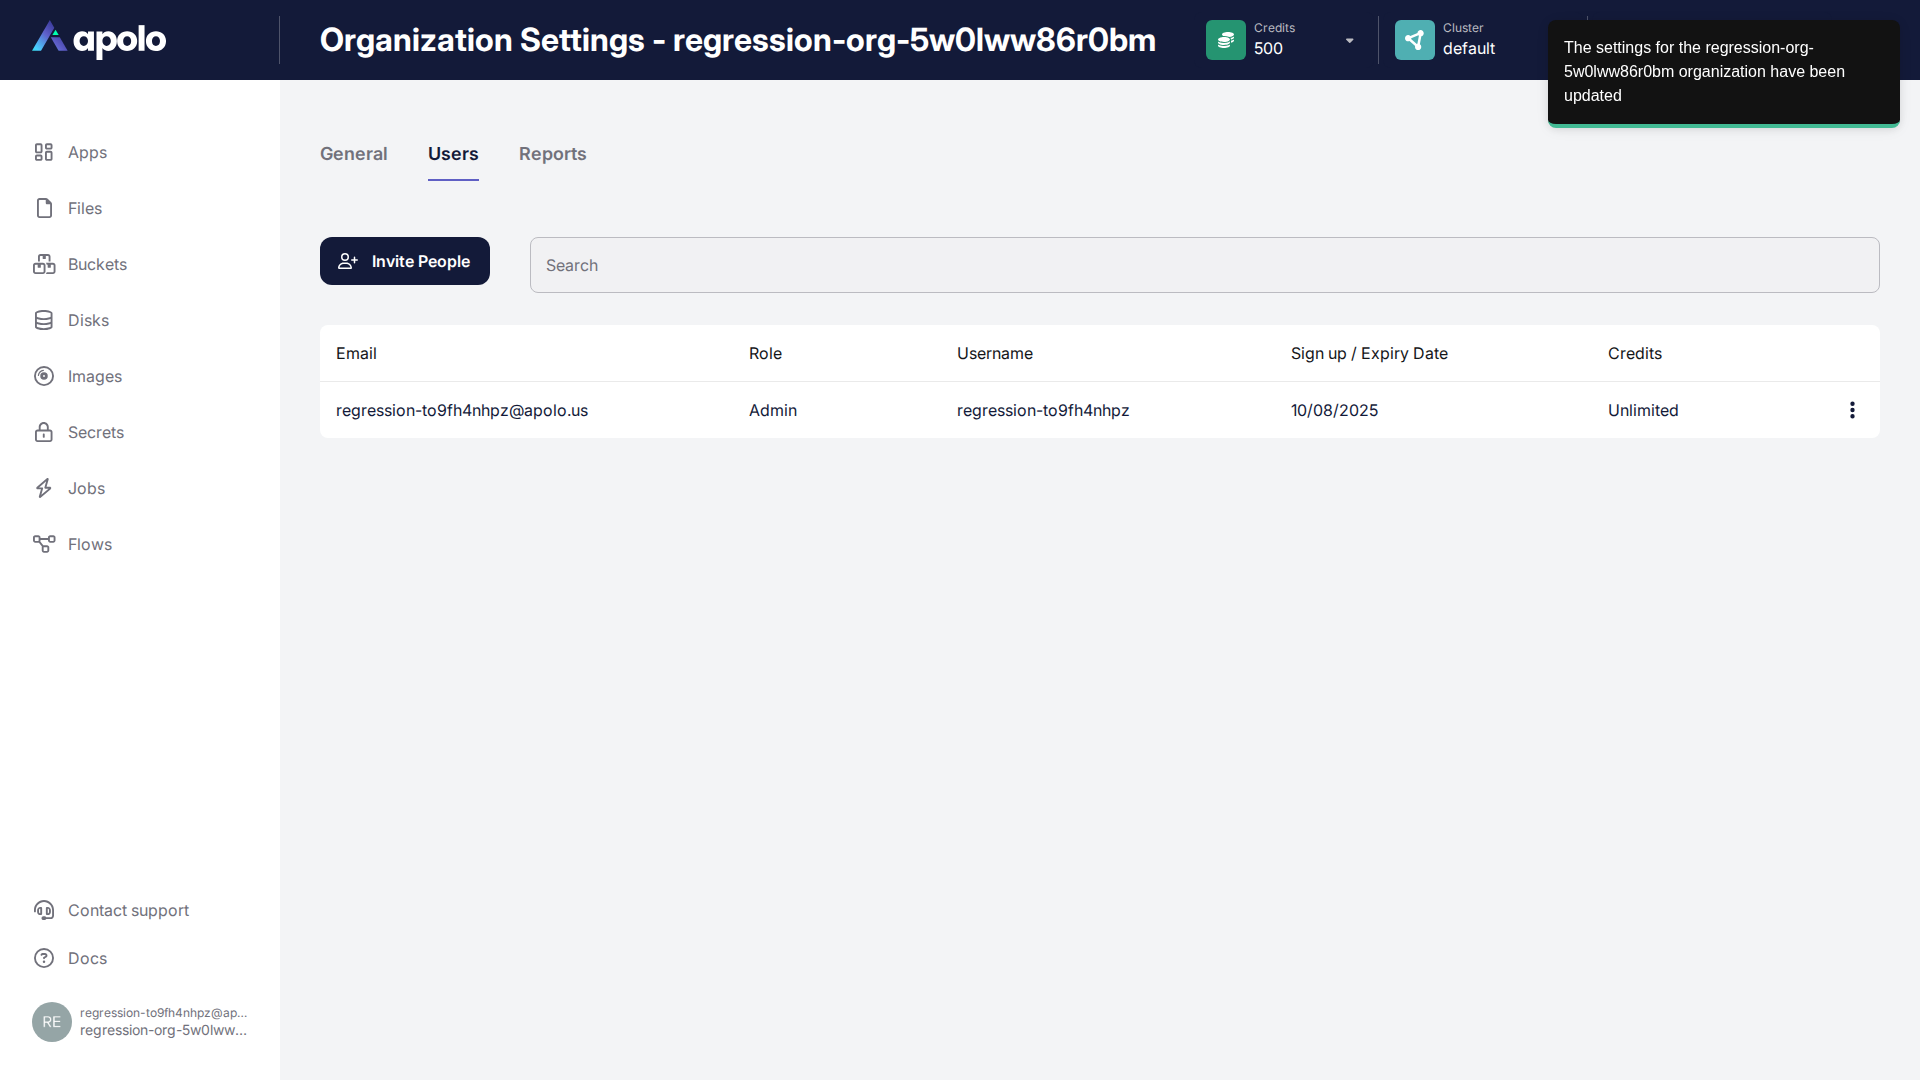 apolo
Organization Settings - regression-org-5w0lww86r0bm
Credits
500
Cluster
default
The settings for the regression-org-
5w0lww86r0bm organization have been
updated
Apps
Files
Buckets
Disks
Images
Secrets
Jobs
Flows
General
Users
Reports
Invite People
Search
Email
Role
Username
Sign up / Expiry Date
Credits
regression-to9fh4nhpz@apolo.us
Admin
regression-to9fh4nhpz
10/08/2025
Unlimited
Contact support
Docs
RE
regression-to9fh4nhpz@ap...
regression-org-5w0lww...